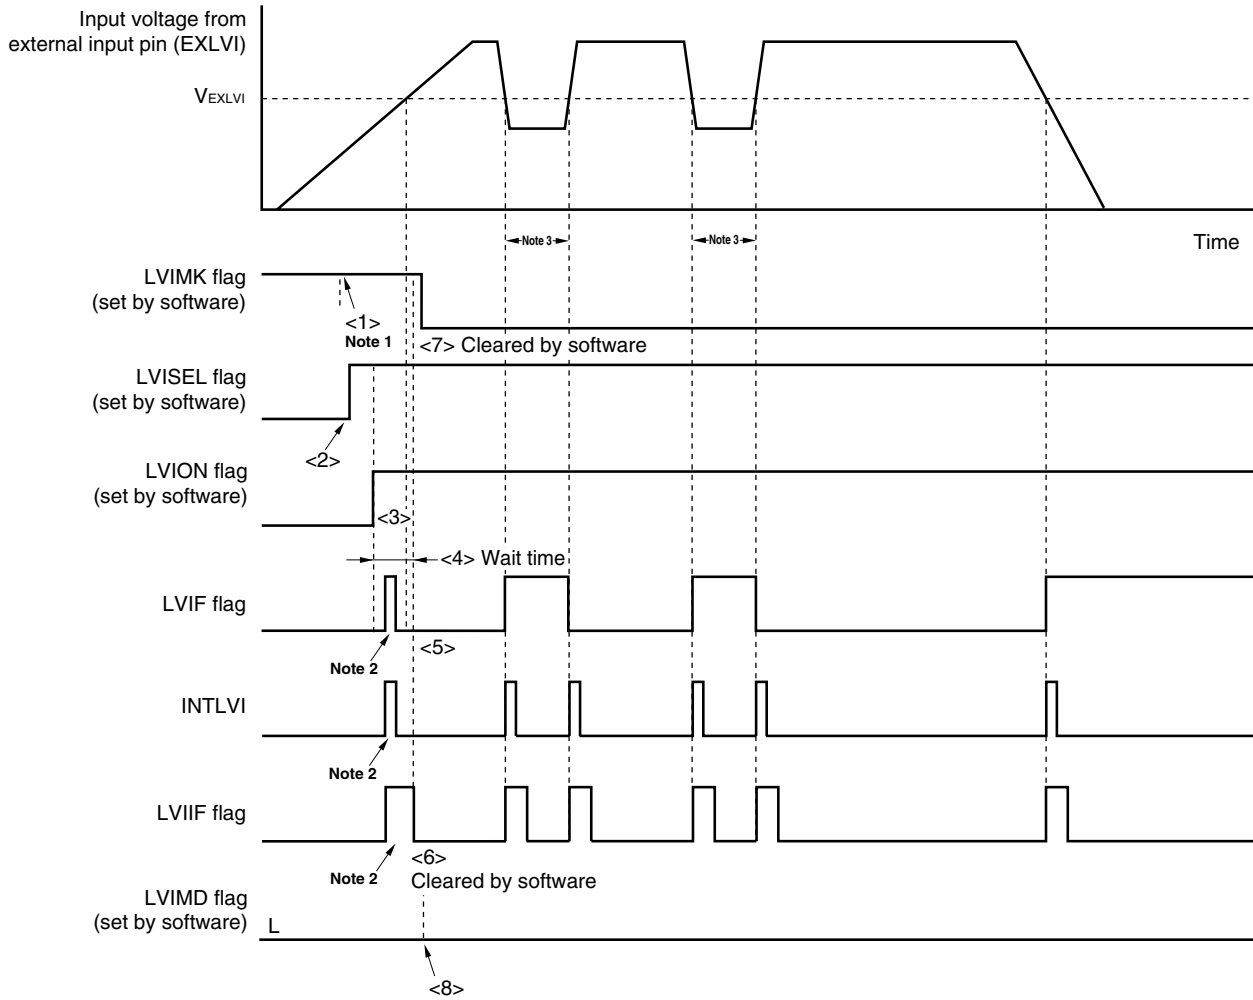 Input voltage from
external input pin (EXLVI)
VEXLVI
Note 3
Note 3
Time
LVIMK flag
(set by software)
<1>
Note 1
<7> Cleared by software
LVISEL flag
(set by software)
<2>
LVION flag
(set by software)
<3>
<4> Wait time
LVIF flag
Note 2
<5>
INTLVI
Note 2
LVIIF flag
Note 2
<6>
Cleared by software
LVIMD flag
(set by software)
L
<8>